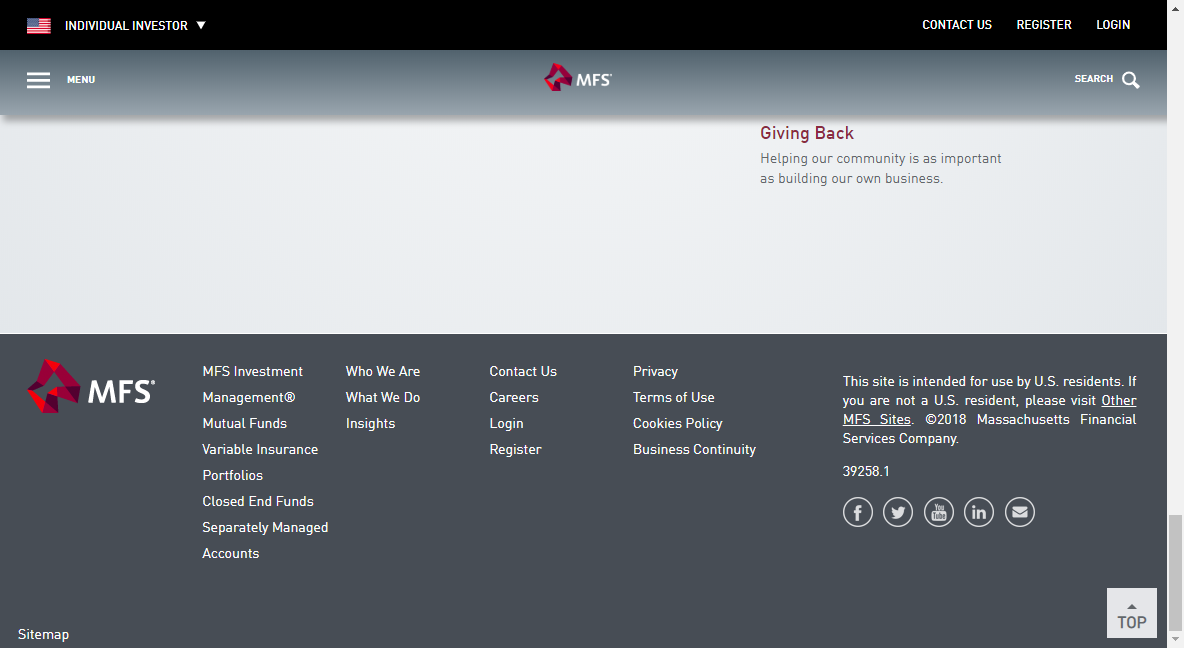 INDIVIDUAL INVESTOR ▼
CONTACT US
REGISTER
LOGIN
MENU
MFS®
SEARCH
Giving Back
Helping our community is as important
as building our own business.
MFS®
MFS Investment
Management®
Mutual Funds
Variable Insurance
Portfolios
Closed End Funds
Separately Managed
Accounts
Who We Are
What We Do
Insights
Contact Us
Careers
Login
Register
Privacy
Terms of Use
Cookies Policy
Business Continuity
This site is intended for use by U.S. residents. If
you are not a U.S. resident, please visit Other
MFS Sites. ©2018 Massachusetts Financial
Services Company.
39258.1
You
Tube
TOP
Sitemap